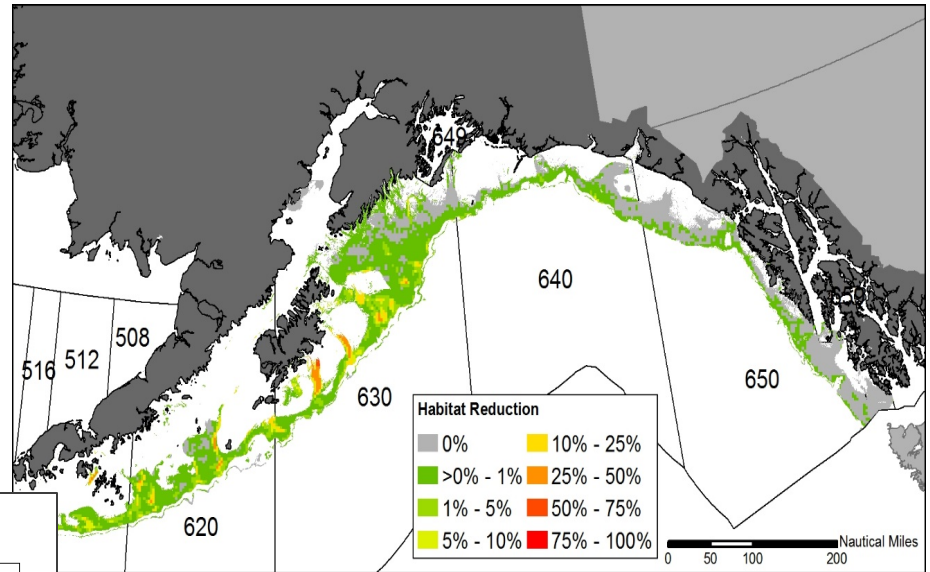 649
640
508
516
512
650
630
620
Habitat Reduction
0%
10% - 25%
>0% - 1%
25% - 50%
1% - 5%
50% - 75%
5% - 10%
75% - 100%
Nautical Miles
0 50 100 200